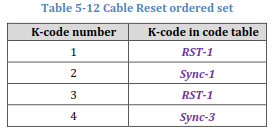 Table 5-12 Cable Reset ordered set
K-code number K-code in code table
1 RST-1
2 Sync-1
3 RST-1
4 Sync-3